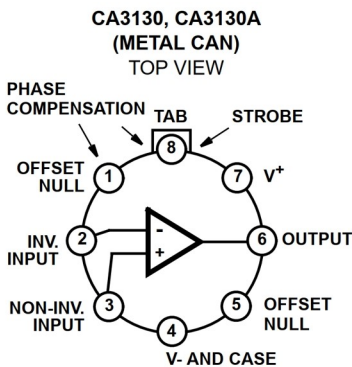 CA3130, CA3130A
(METAL CAN)
TOP VIEW
PHASE
COMPENSATION
TAB
STROBE
8
OFFSET
NULL
1
7
V+
INV.
INPUT
2
-
6
OUTPUT
+
NON-INV.
INPUT
3
5
OFFSET
NULL
4
V- AND CASE